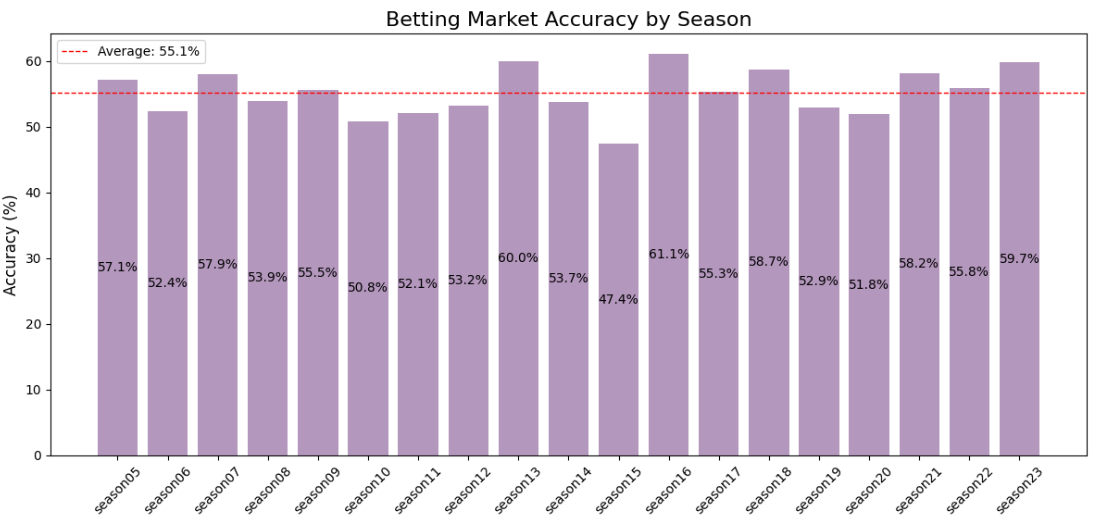 Betting Market Accuracy by Season
Average: 55.1%
Accuracy (%)
60
50
40
30
20
10
0
57.1%
52.4%
57.9%
53.9%
55.5%
50.8%
52.1%
53.2%
60.0%
53.7%
47.4%
61.1%
55.3%
58.7%
52.9%
51.8%
58.2%
55.8%
59.7%
season05
season06
season07
season08
season09
season10
season11
season12
season13
season14
season15
season16
season17
season18
season19
season20
season21
season22
season23